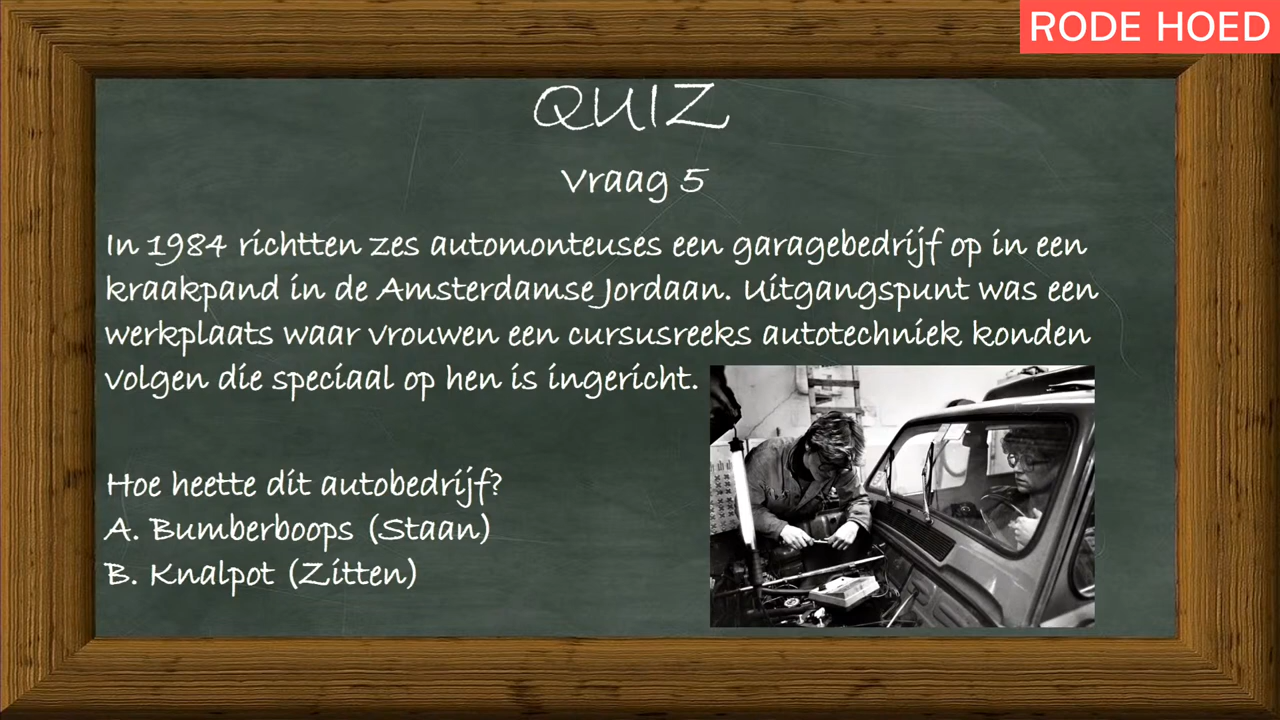 RODE HOED
QUIZ
Vraag 5
In 1984 richtten zes automonteuses een garagebedrijf op in een
kraakpand in de Amsterdamse Jordaan. Uitgangspunt was een
werkplaats waar vrouwen een cursusreeks autotechniek konden
volgen die speciaal op hen is ingericht.
Hoe heette dit autobedrijf?
A. Bumberboops (Staan)
B. Knalpot (Zitten)